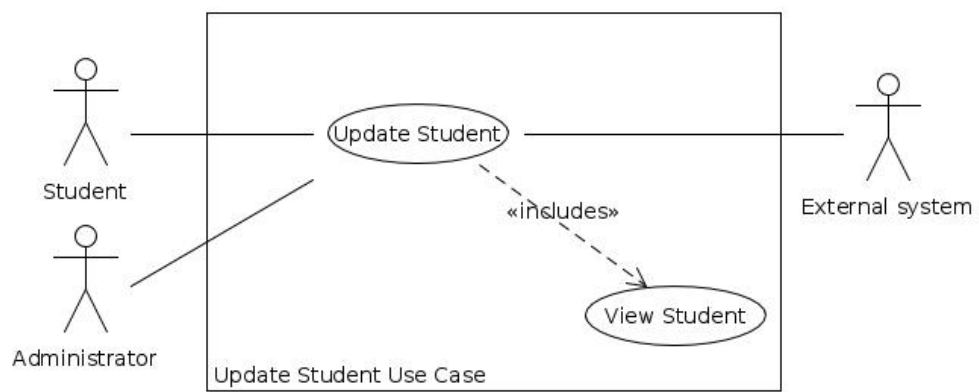 Update Student
Student
External system
«includes»
View Student
Administrator
Update Student Use Case